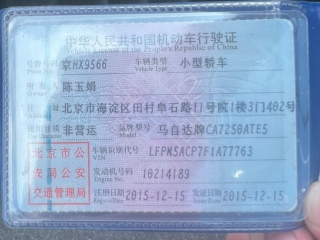 中华人民共和国机动车行驶证
Vehicle License of the People's Republic of China
号牌号码 京HX9566 车辆类型 小型轿车
Plate No. Vehicle Type
所有人 陈玉娟
住址 北京市海淀区田村阜石路 号院1楼3门1402号
使用性质 非营运 品牌型号 马自达牌CA7250ATE5
北京市公 车辆识别代号 LFPM5ACP7F1A77763
安局公安 VIN
交通管理局 发动机号码 10214189
Engine No.
注册日期 2015-12-15 发证日期 2015-12-15